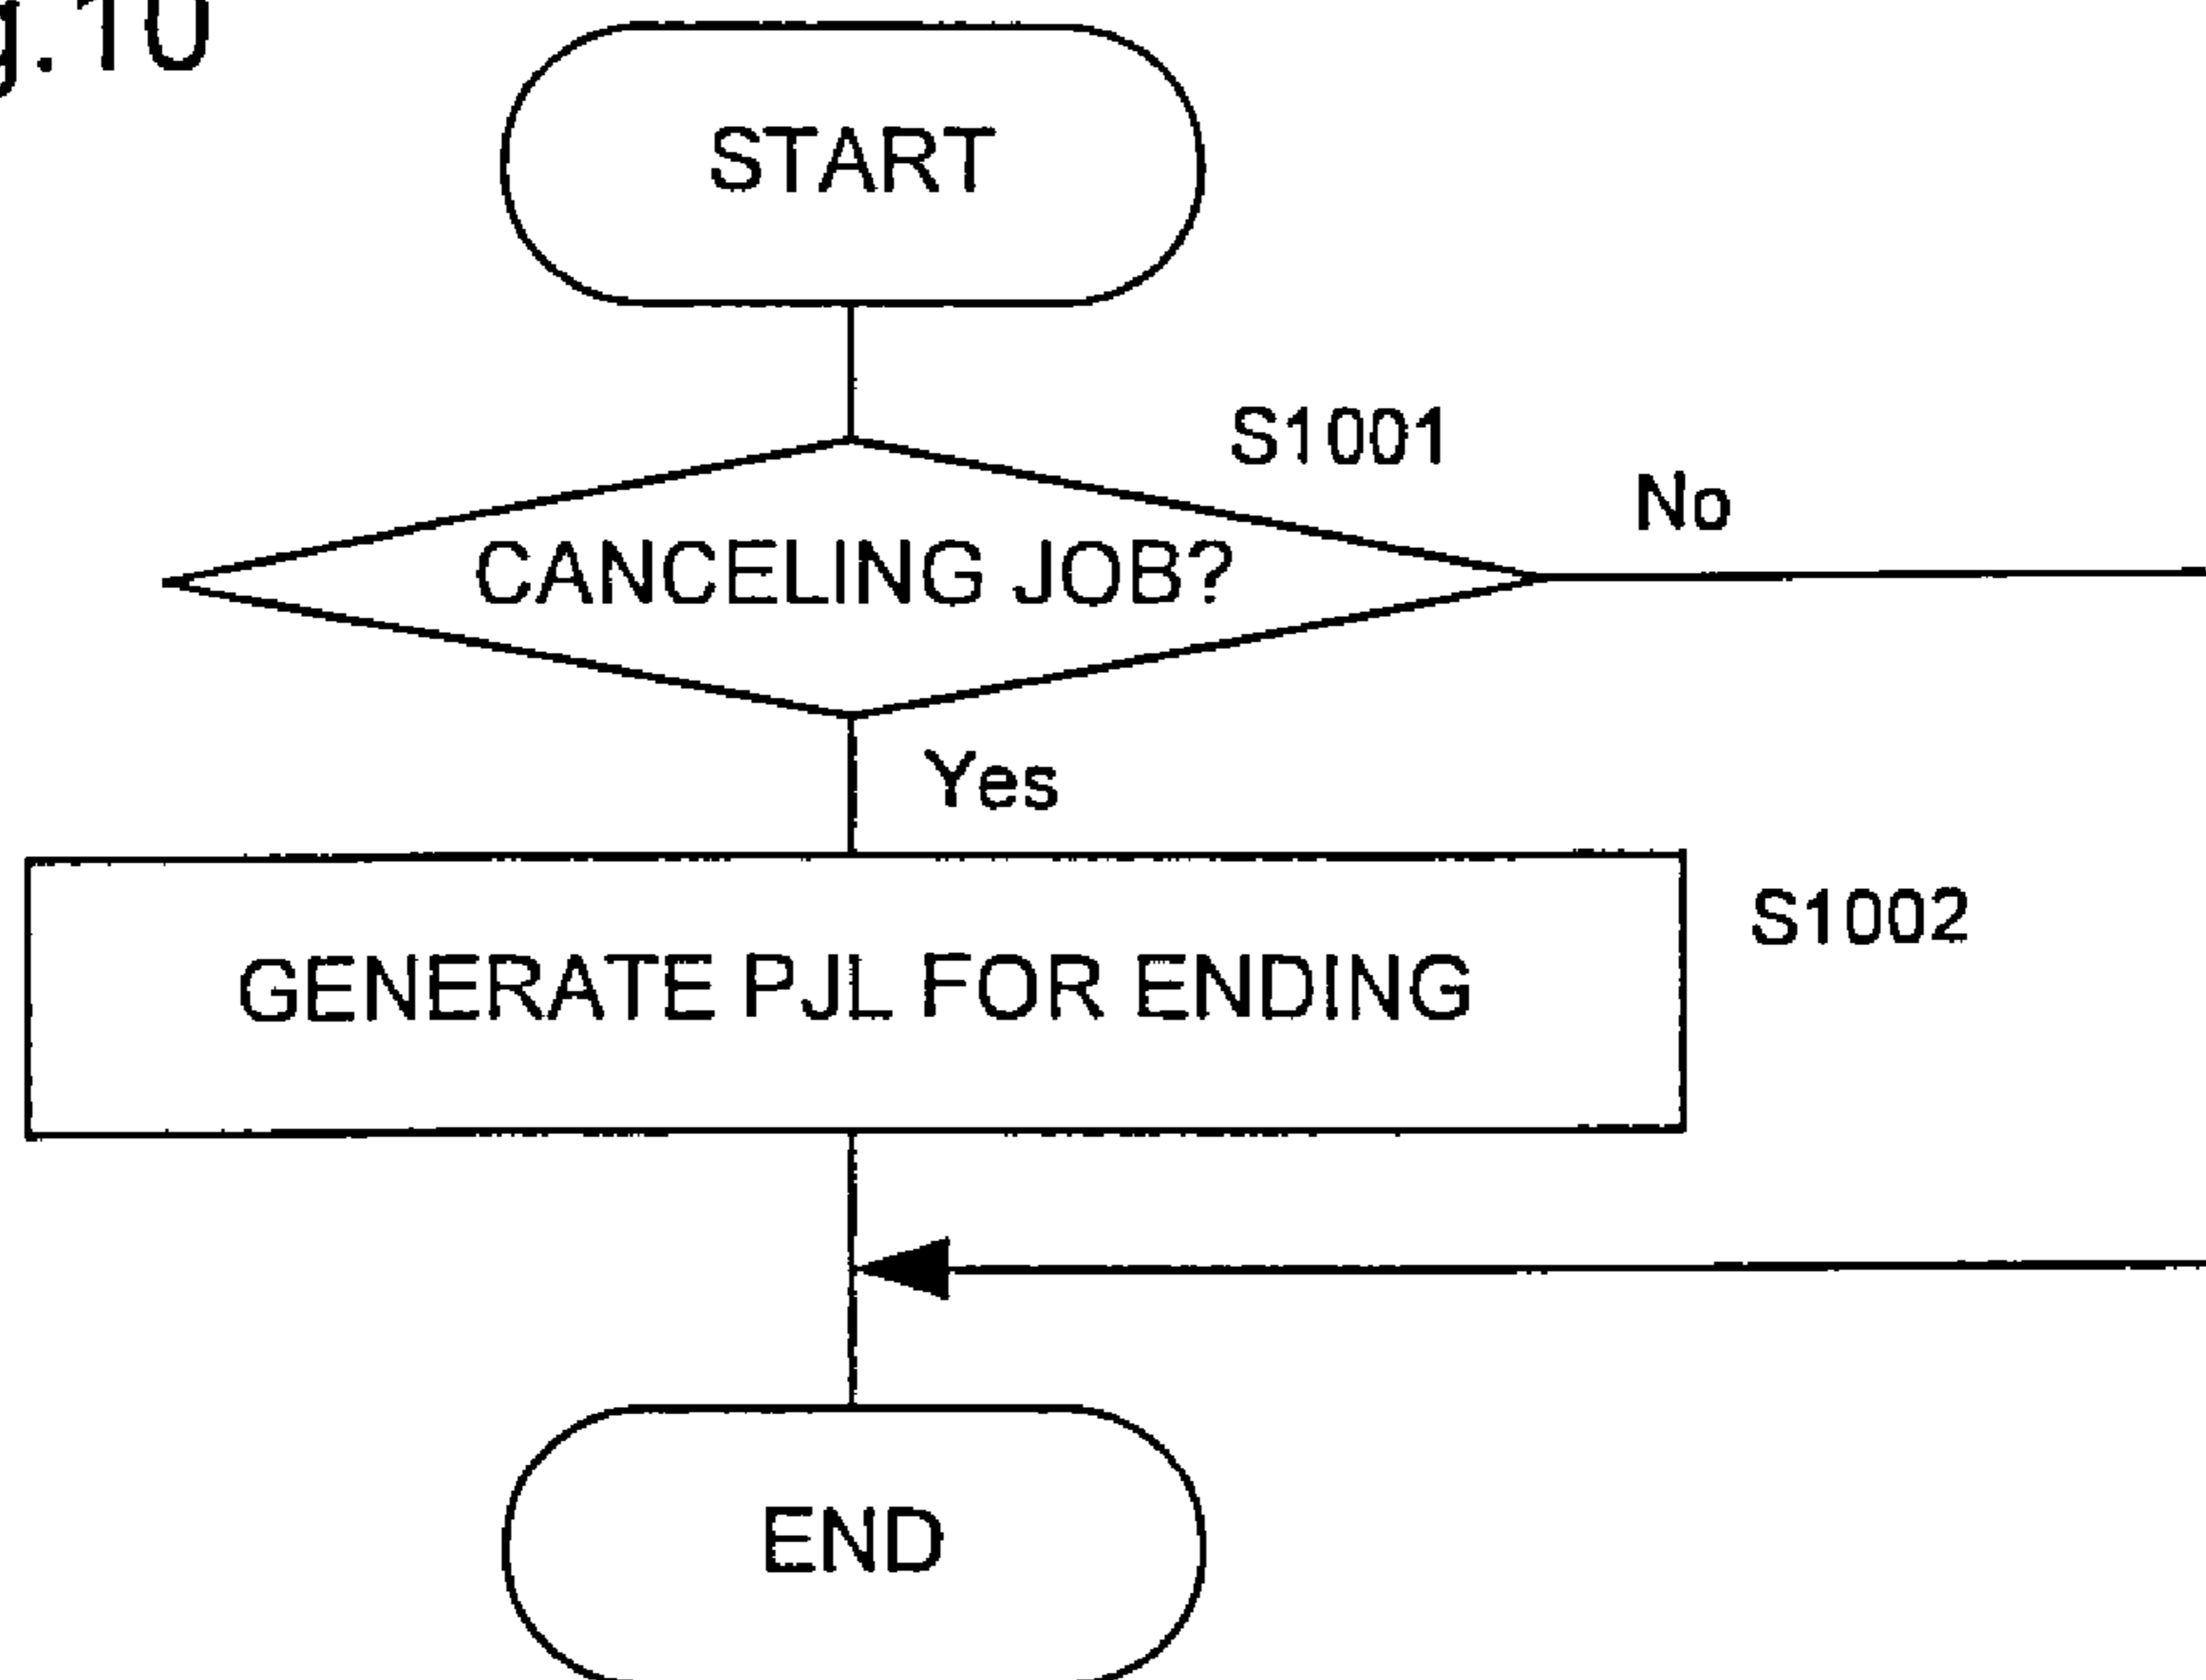 g.10
START
S1001
No
CANCELING JOB?
Yes
S1002
GENERATE PJL FOR ENDING
END